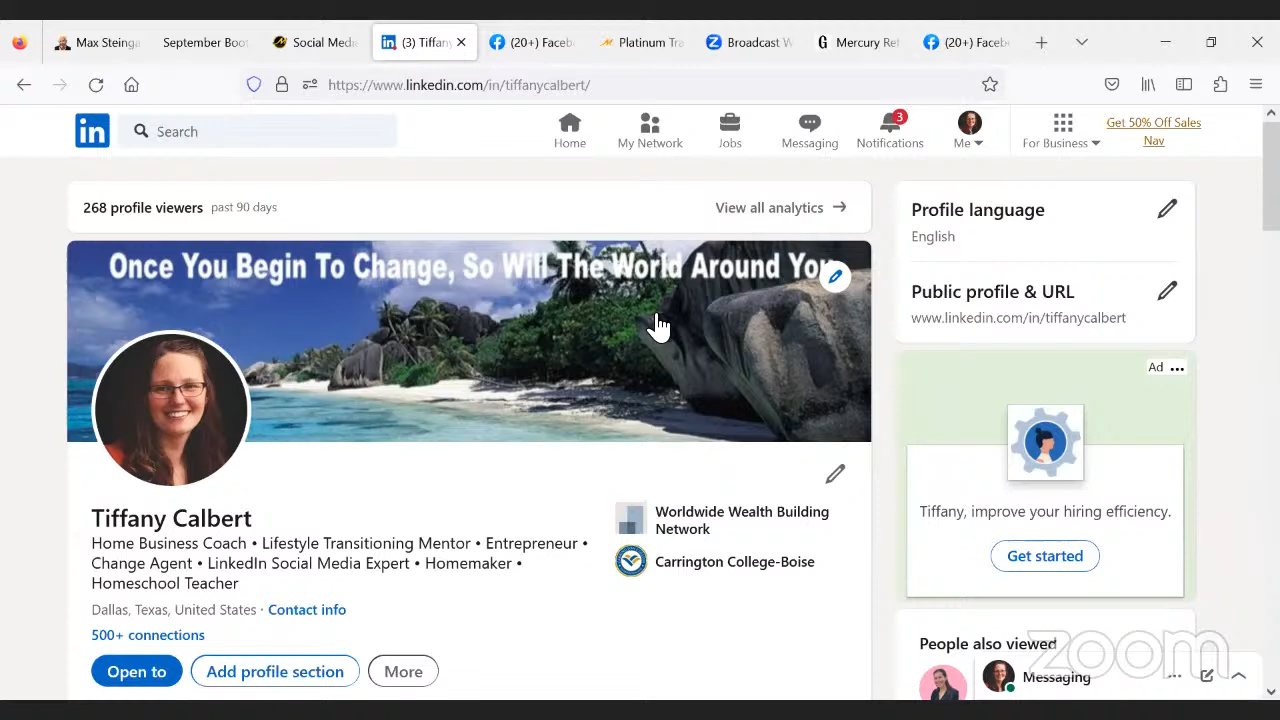 Max Steinga
September Boo
Social Medi
(3) Tiffany
(20+) Faceb
Platinum Tra
Broadcast W
Mercury Ret
(20+) Faceb
https://www.linkedin.com/in/tiffanycalbert/
in
Search
Home
My Network
Jobs
Messaging
3
Notifications
Me
For Business
Get 50% Off Sales
Nav
268 profile viewers past 90 days
View all analytics
Once You Begin To Change, So Will The World Around You
Tiffany Calbert
Home Business Coach • Lifestyle Transitioning Mentor • Entrepreneur •
Change Agent • LinkedIn Social Media Expert • Homemaker •
Homeschool Teacher
Dallas, Texas, United States · Contact info
500+ connections
Open to
Add profile section
More
Worldwide Wealth Building
Network
Carrington College-Boise
Profile language
English
Public profile & URL
www.linkedin.com/in/tiffanycalbert
Ad
Tiffany, improve your hiring efficiency.
Get started
People also viewed
Messaging
zoom